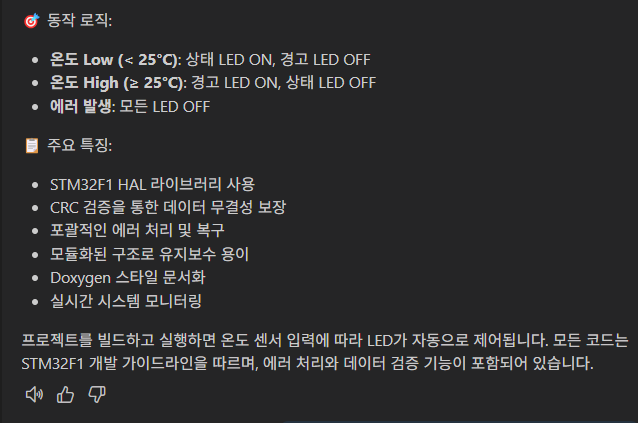 🎯 동작 로직:
• 온도 Low (< 25°C): 상태 LED ON, 경고 LED OFF
• 온도 High (≥ 25°C): 경고 LED ON, 상태 LED OFF
• 에러 발생: 모든 LED OFF
📋 주요 특징:
• STM32F1 HAL 라이브러리 사용
• CRC 검증을 통한 데이터 무결성 보장
• 포괄적인 에러 처리 및 복구
• 모듈화된 구조로 유지보수 용이
• Doxygen 스타일 문서화
• 실시간 시스템 모니터링
프로젝트를 빌드하고 실행하면 온도 센서 입력에 따라 LED가 자동으로 제어됩니다. 모든 코드는
STM32F1 개발 가이드라인을 따르며, 에러 처리와 데이터 검증 기능이 포함되어 있습니다.